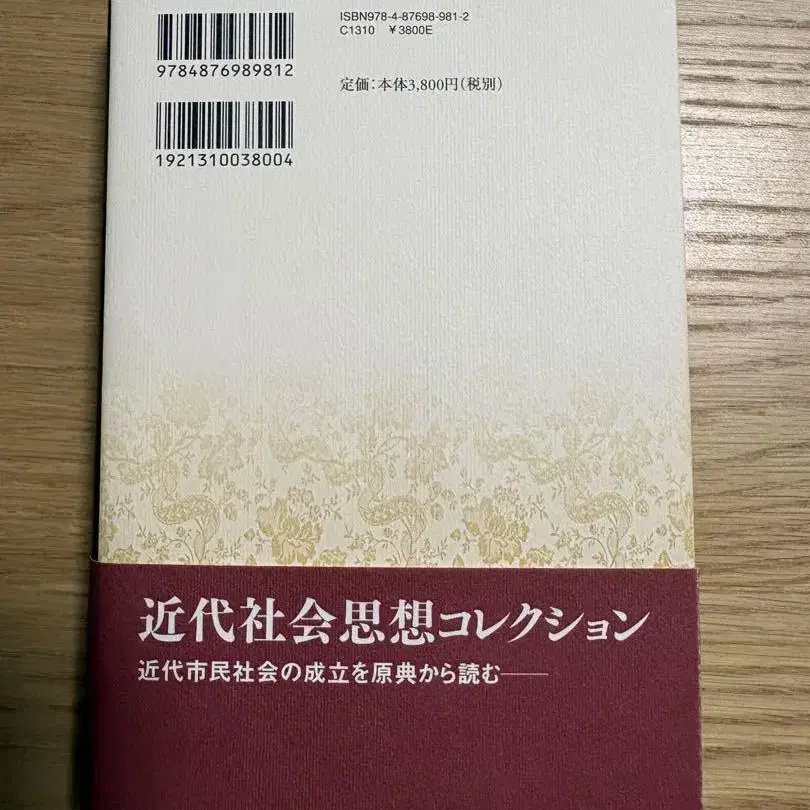 ISBN978-4-87698-981-2
C1310 ¥3800E
9784876989812
定価：本体3,800円（税別）
1921310038004
近代社会思想コレクション
近代市民社会の成立を原典から読む——